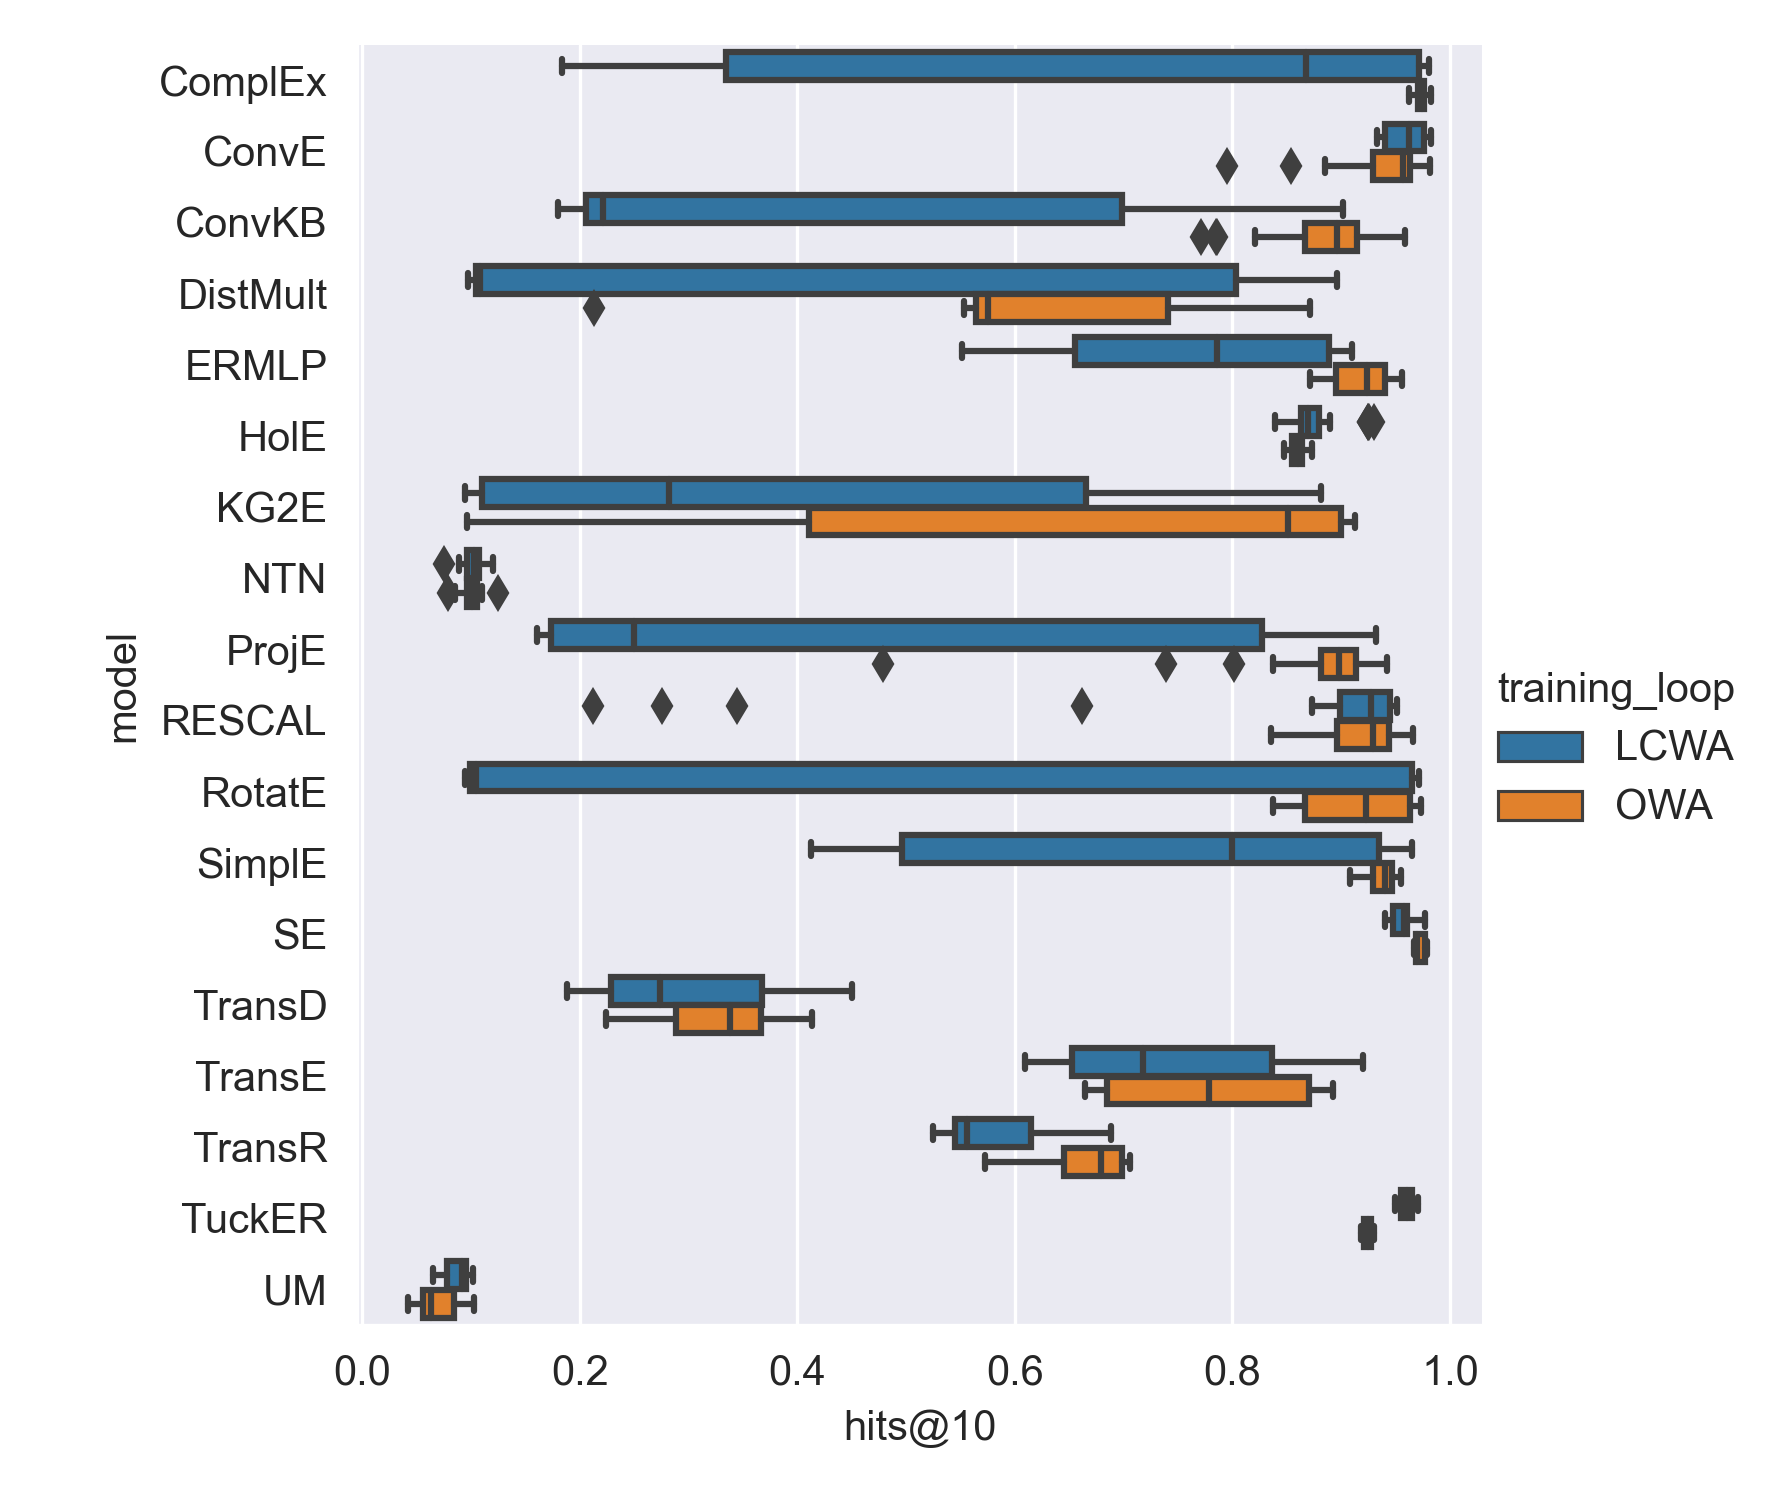 ComplEx
ConvE
ConvKB
DistMult
ERMLP
HolE
KG2E
NTN
ProjE
RESCAL
RotatE
SimplE
SE
TransD
TransE
TransR
TuckER
UM
model
0.0 0.2 0.4 0.6 0.8 1.0
hits@10
training_loop
LCWA
OWA